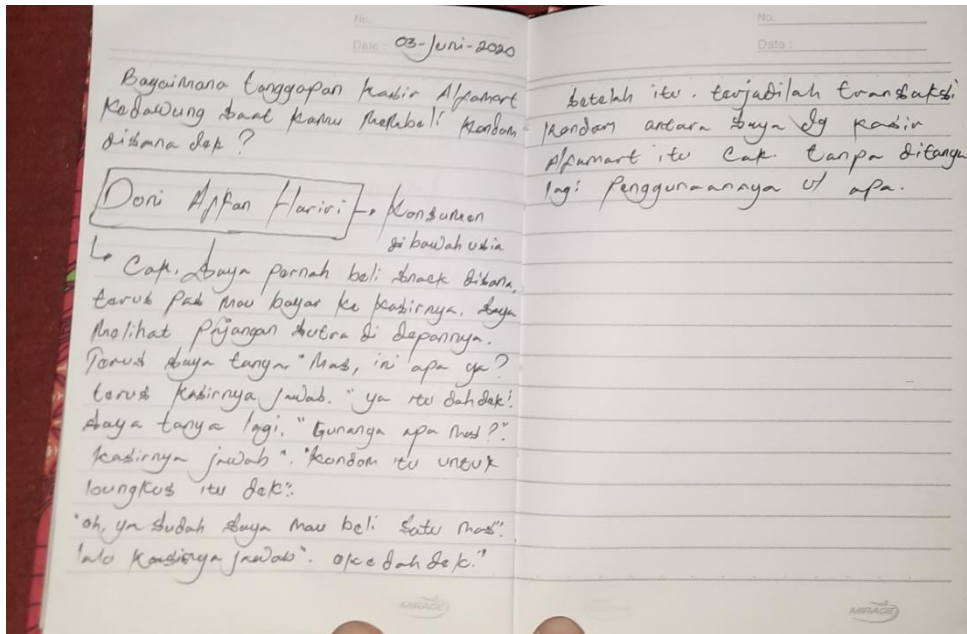 No.
Date : 03-Juni-2020
Bagaimana tanggapan kasir Alfamart
Kedawung saat kamu membeli kondom
disana dek ?
Doni Affan Hariri → Konsumen
di bawah usia
↳ Cak, saya pernah beli snack disana,
terus pas mau bayar ke kasirnya. saya
melihat pajangan sutra di depannya.
Terus saya tanya "Mas, ini apa ya?
terus kasirnya jawab. "ya itu dah dek!
saya tanya lagi. "Gunanya apa mas?".
kasirnya jawab". "kondom itu untuk
bungkus itu dek".
"oh, ya sudah saya mau beli satu mas".
lalu kasirnya jawab". oke dah dek."
MIRAGE
No.
Date :
Setelah itu. terjadilah transaksi
kondom antara saya dg kasir
Alfamart itu Cak. tanpa ditanya
lagi penggunaannya u/ apa.
MIRAGE